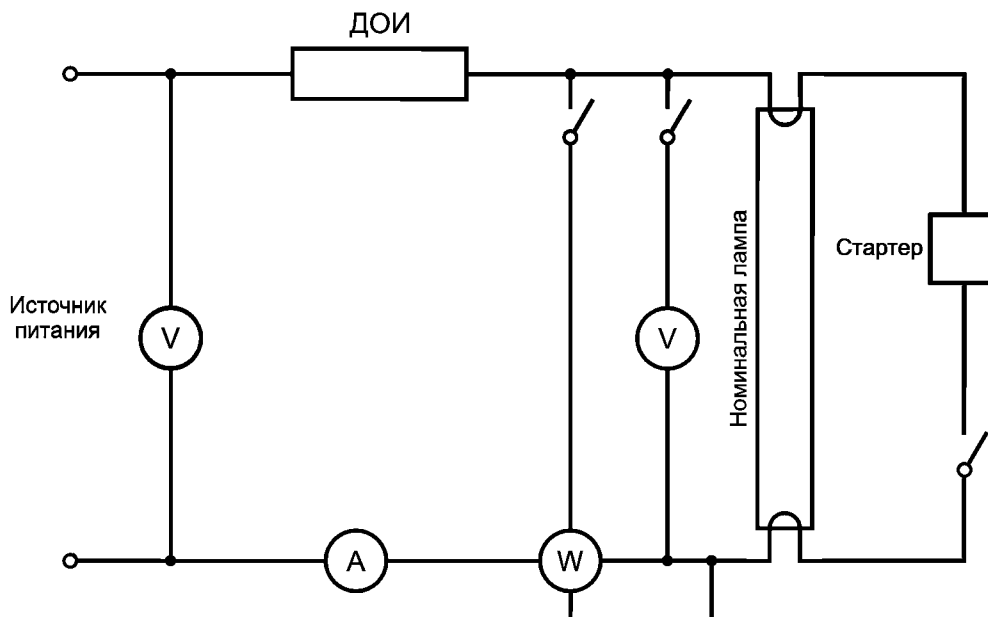 ДОИ
Источник
питания
V
V
Номинальная лампа
Стартер
A
W